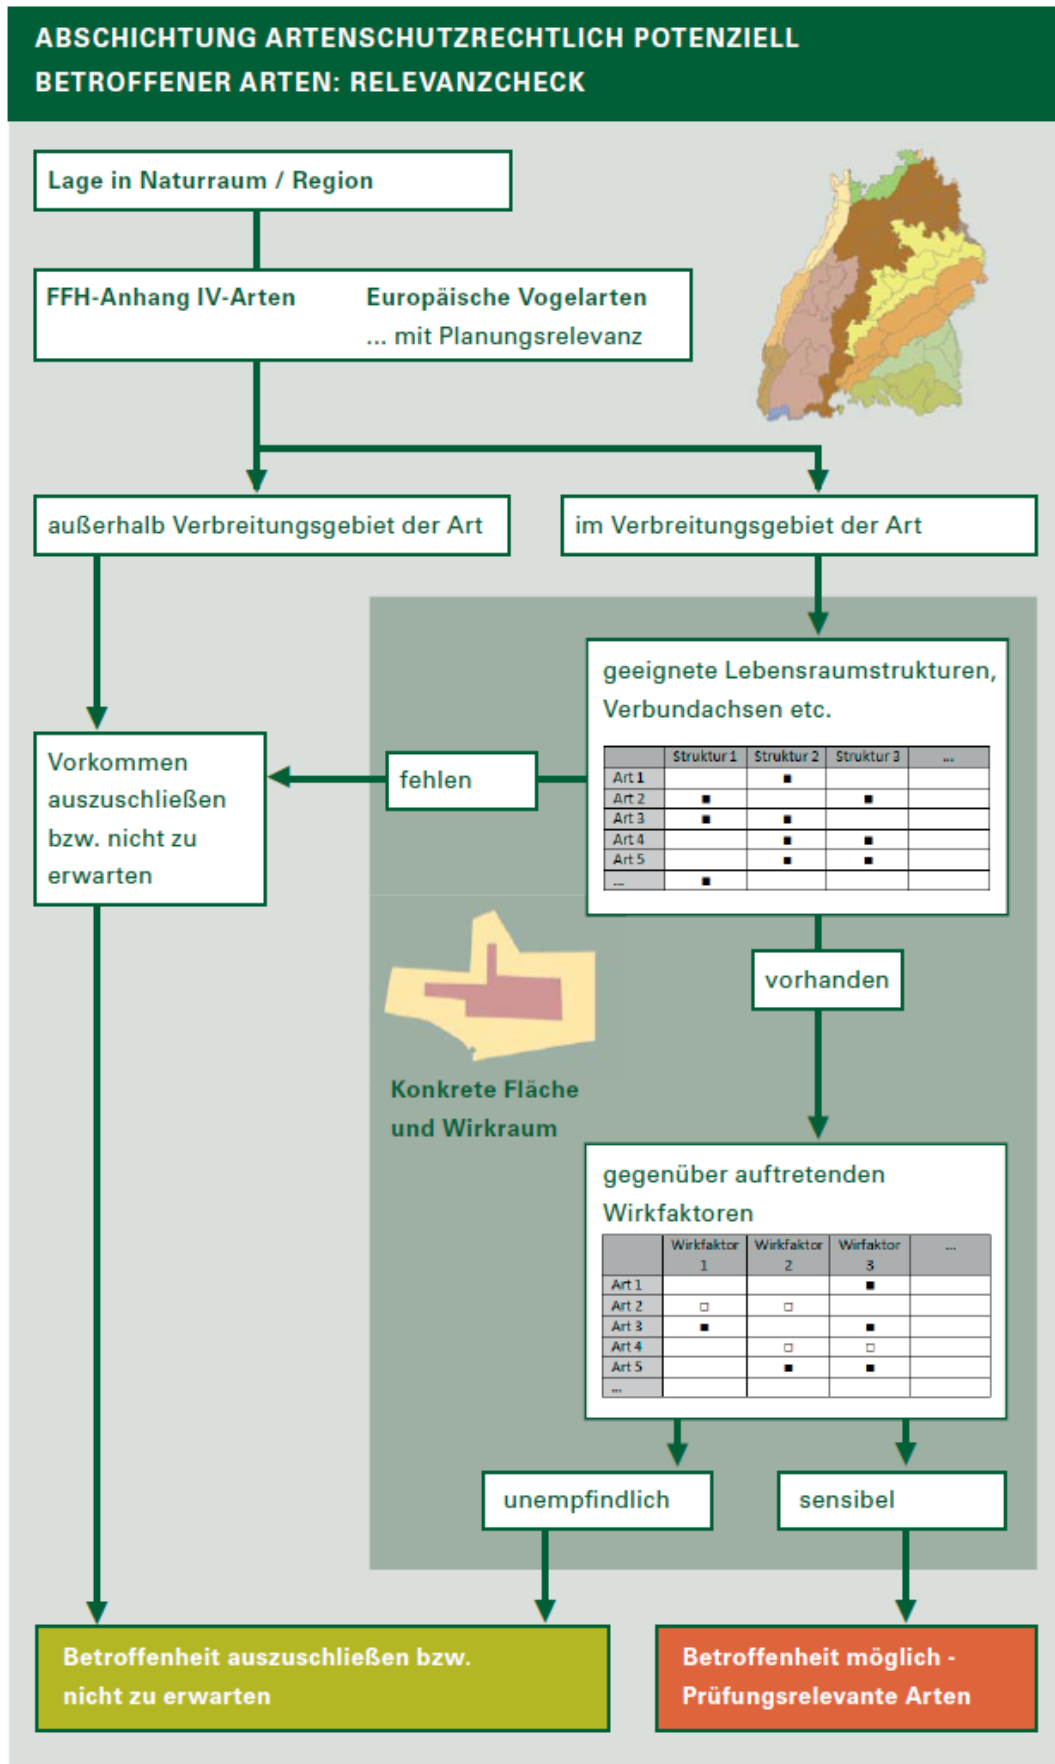 ABSCHICHTUNG ARTENSCHUTZRECHTLICH POTENZIELL
BETROFFENER ARTEN: RELEVANZCHECK
Lage in Naturraum / Region
FFH-Anhang IV-Arten
Europäische Vogelarten
... mit Planungsrelevanz
außerhalb Verbreitungsgebiet der Art
im Verbreitungsgebiet der Art
geeignete Lebensraumstrukturen,
Verbundachsen etc.
Struktur 1 Struktur 2 Struktur 3 ...
Art 1 ■
Art 2 ■ ■
Art 3 ■ ■
Art 4 ■ ■
Art 5 ■ ■
... ■
fehlen
Vorkommen
auszuschließen
bzw. nicht zu
erwarten
vorhanden
Konkrete Fläche
und Wirkraum
gegenüber auftretenden
Wirkfaktoren
Wirkfaktor Wirkfaktor Wirfaktor ...
1 2 3
Art 1 ■
Art 2 □ □
Art 3 ■ ■
Art 4 □ □
Art 5 ■ ■
...
unempfindlich
sensibel
Betroffenheit auszuschließen bzw.
nicht zu erwarten
Betroffenheit möglich -
Prüfungsrelevante Arten